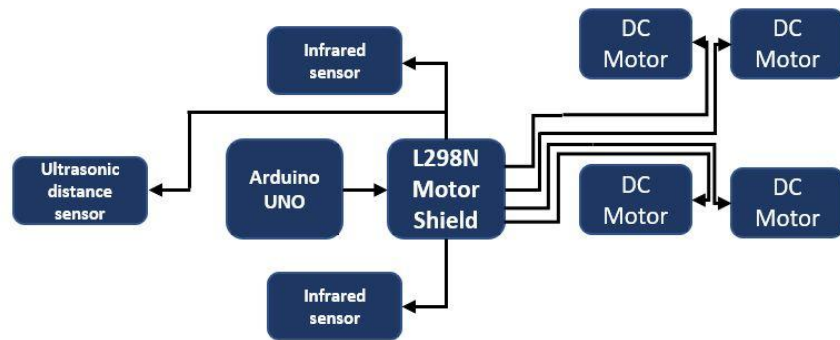 Infrared
sensor
DC
Motor
DC
Motor
Ultrasonic
distance
sensor
Arduino
UNO
L298N
Motor
Shield
DC
Motor
DC
Motor
Infrared
sensor